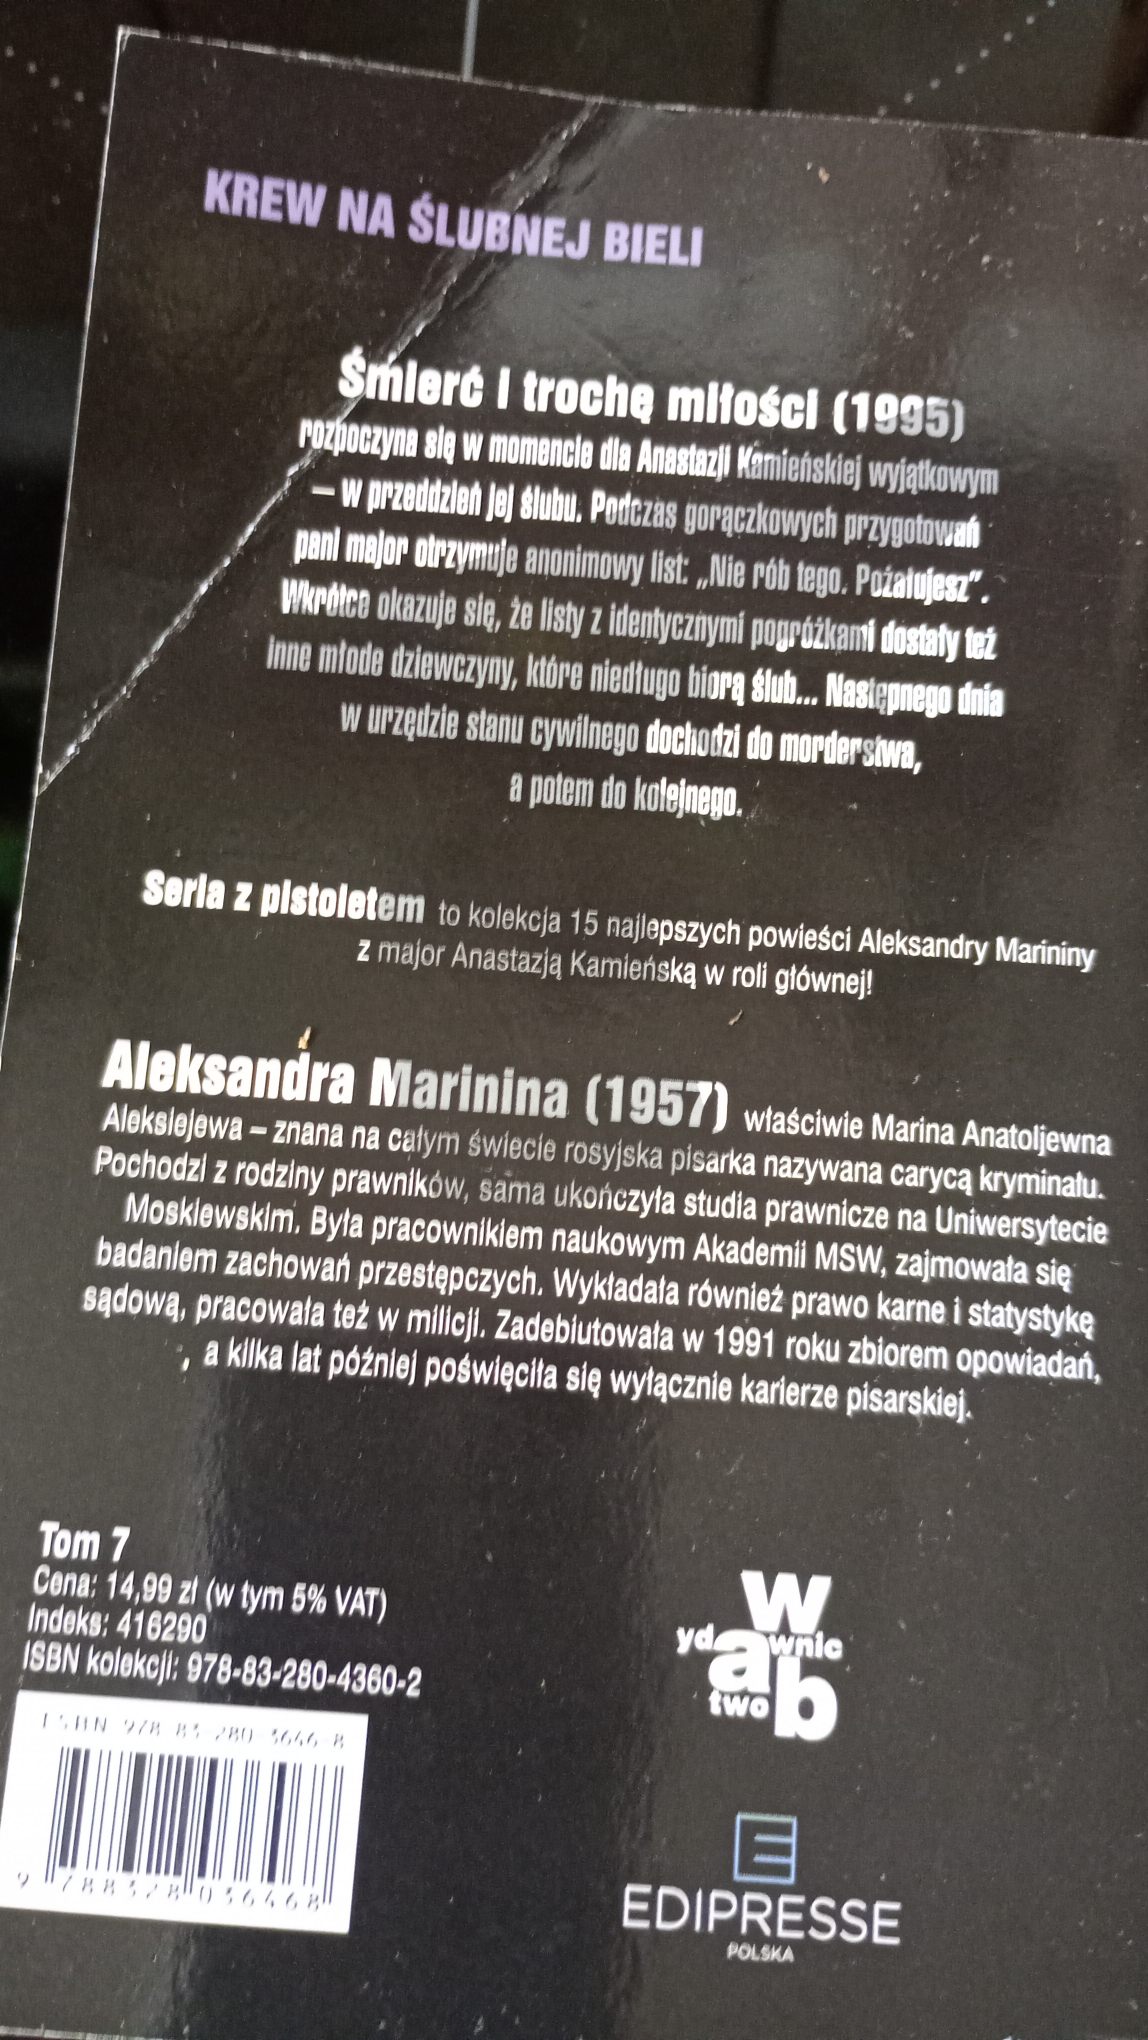 KREW NA ŚLUBNEJ BIELI
Śmierć i trochę miłości (1995)
rozpoczyna się w momencie dla Anastazji Kamieńskiej wyjątkowym
– w przeddzień jej ślubu. Podczas gorączkowych przygotowań
pani major otrzymuje anonimowy list: „Nie rób tego. Pożałujesz”.
Wkrótce okazuje się, że listy z identycznymi pogróżkami dostały też
inne młode dziewczyny, które niedługo biorą ślub... Następnego dnia
w urzędzie stanu cywilnego dochodzi do morderstwa,
a potem do kolejnego.
Seria z pistoletem to kolekcja 15 najlepszych powieści Aleksandry Marininy
z major Anastazją Kamieńską w roli głównej!
Aleksandra Marinina (1957) właściwie Marina Anatoljewna
Aleksiejewa – znana na całym świecie rosyjska pisarka nazywana carycą kryminału.
Pochodzi z rodziny prawników, sama ukończyła studia prawnicze na Uniwersytecie
Moskiewskim. Była pracownikiem naukowym Akademii MSW, zajmowała się
badaniem zachowań przestępczych. Wykładała również prawo karne i statystykę
sądową, pracowała też w milicji. Zadebiutowała w 1991 roku zbiorem opowiadań,
a kilka lat później poświęciła się wyłącznie karierze pisarskiej.
Tom 7
Cena: 14,99 zł (w tym 5% VAT)
Indeks: 416290
ISBN kolekcji: 978-83-280-4360-2
ISBN 978-83-280-3646-8
9 788328 036468
w
ydawnic
two b
EDIPRESSE
POLSKA